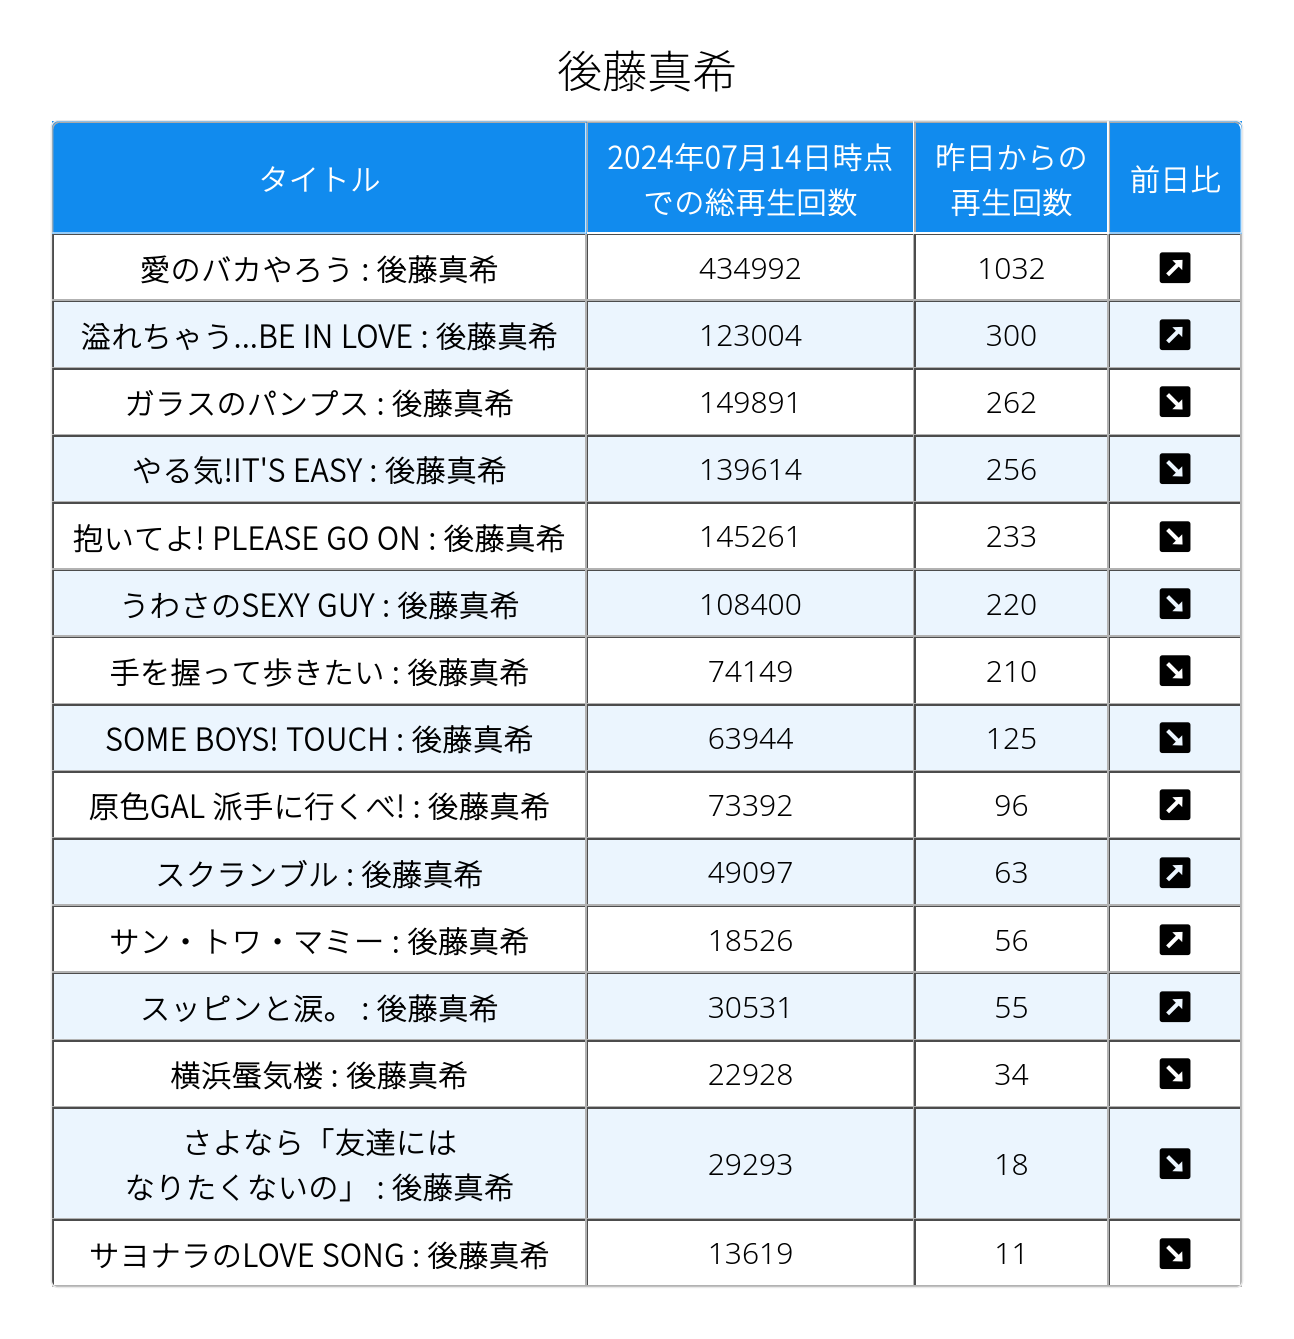 後藤真希
タイトル
2024年07月14日時点
での総再生回数
昨日からの
再生回数
前日比
愛のバカやろう : 後藤真希 434992 1032 ↗
溢れちゃう...BE IN LOVE : 後藤真希 123004 300 ↗
ガラスのパンプス : 後藤真希 149891 262 ↘
やる気!IT'S EASY : 後藤真希 139614 256 ↘
抱いてよ! PLEASE GO ON : 後藤真希 145261 233 ↘
うわさのSEXY GUY : 後藤真希 108400 220 ↘
手を握って歩きたい : 後藤真希 74149 210 ↘
SOME BOYS! TOUCH : 後藤真希 63944 125 ↘
原色GAL 派手に行くべ! : 後藤真希 73392 96 ↗
スクランブル : 後藤真希 49097 63 ↗
サン・トワ・マミー : 後藤真希 18526 56 ↗
スッピンと涙。 : 後藤真希 30531 55 ↗
横浜蜃気楼 : 後藤真希 22928 34 ↘
さよなら「友達には
なりたくないの」 : 後藤真希 29293 18 ↘
サヨナラのLOVE SONG : 後藤真希 13619 11 ↘